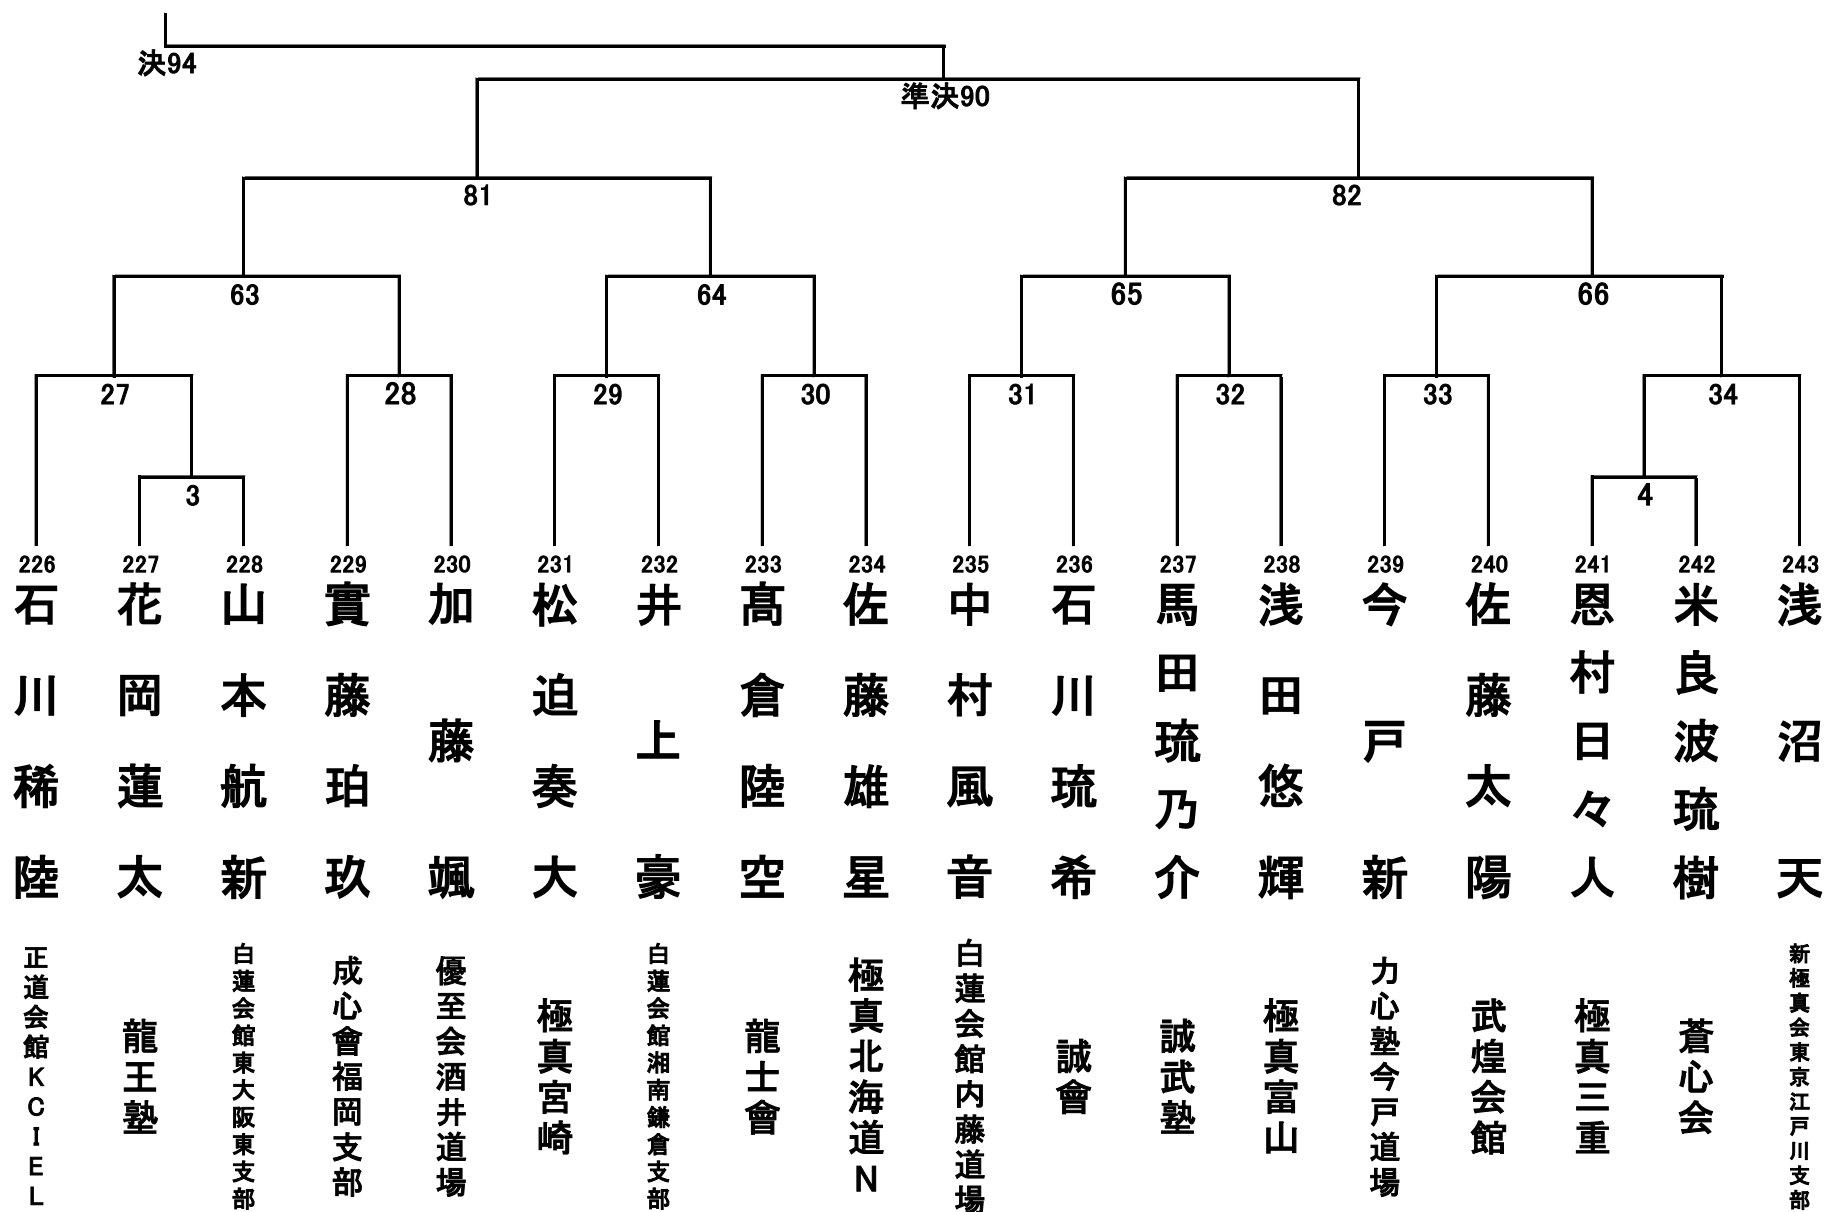 決94
準決90
81
82
63
64
65
66
27
28
29
30
31
32
33
34
3
4
226
227
228
229
230
231
232
233
234
235
236
237
238
239
240
241
242
243
石川稀陸
花岡蓮太
山本航新
實藤珀玖
加藤颯
松迫奏大
井上豪
髙倉陸空
佐藤雄星
中村風音
石川琉希
馬田琉乃介
浅田悠輝
今戸新
佐藤太陽
恩村日々人
米良波琉樹
浅沼天
正道会館KCIEL
龍王塾
白蓮会館東大阪東支部
成心會福岡支部
優至会酒井道場
極真宮崎
白蓮会館湘南鎌倉支部
龍士會
極真北海道N
白蓮会館内藤道場
誠會
誠武塾
極真富山
力心塾今戸道場
武煌会館
極真三重
蒼心会
新極真会東京江戸川支部